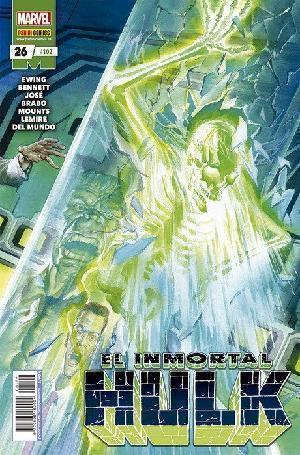 MARVEL
PANINI COMICS
26 #102
EWING
BENNETT
JOSÉ
BRABO
MOUNTS
LEMIRE
DEL MUNDO
EL INMORTAL
HULK